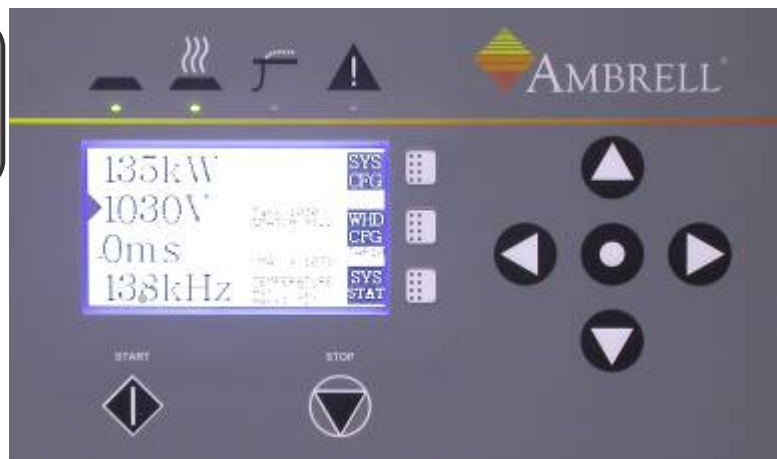 AMBRELL
135kW
SYS
CFG
1030V
WHD
CFG
0ms
138kHz
SYS
STAT
START
STOP